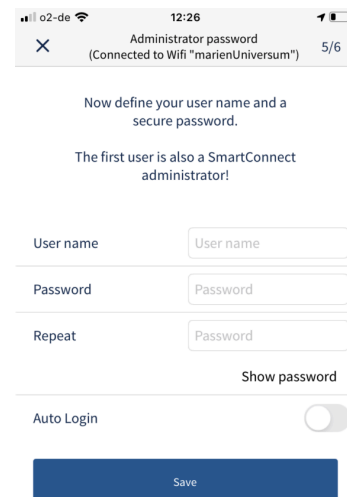 o2-de 12:26
Administrator password
(Connected to Wifi "marienUniversum") 5/6
Now define your user name and a
secure password.
The first user is also a SmartConnect
administrator!
User name User name
Password Password
Repeat Password
Show password
Auto Login
Save